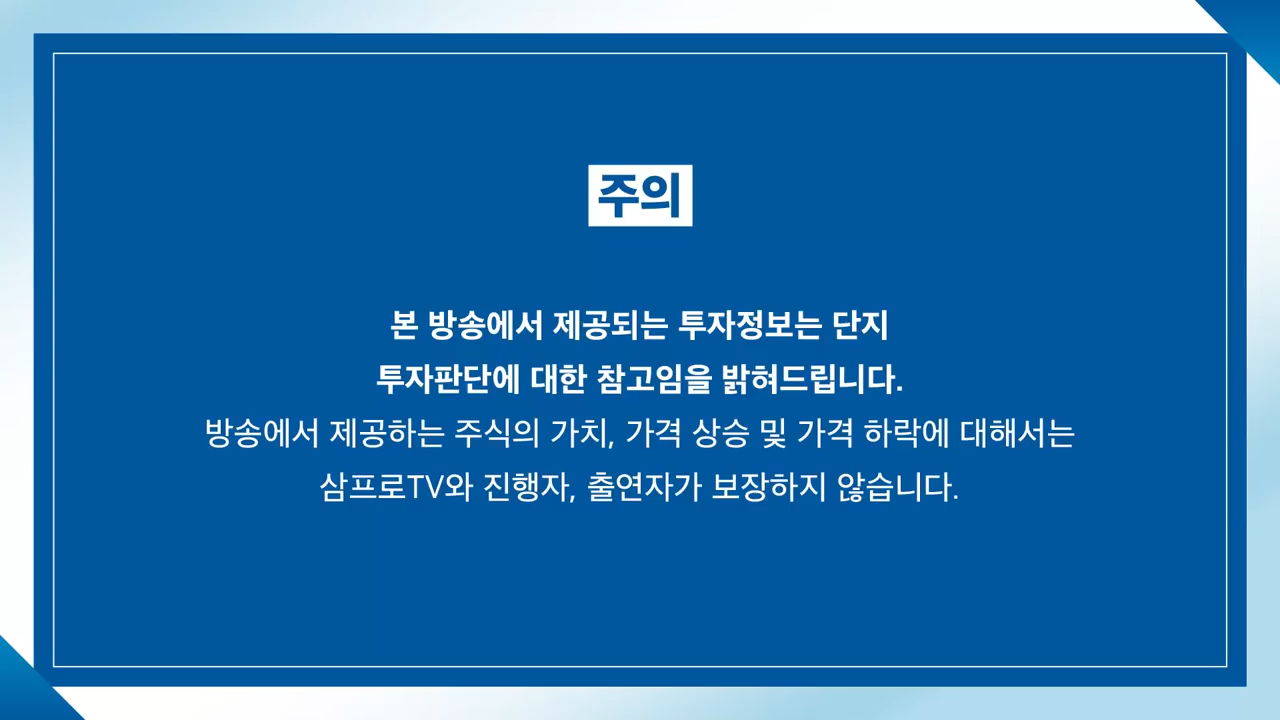 주의
본 방송에서 제공되는 투자정보는 단지
투자판단에 대한 참고임을 밝혀드립니다.
방송에서 제공하는 주식의 가치, 가격 상승 및 가격 하락에 대해서는
삼프로TV와 진행자, 출연자가 보장하지 않습니다.